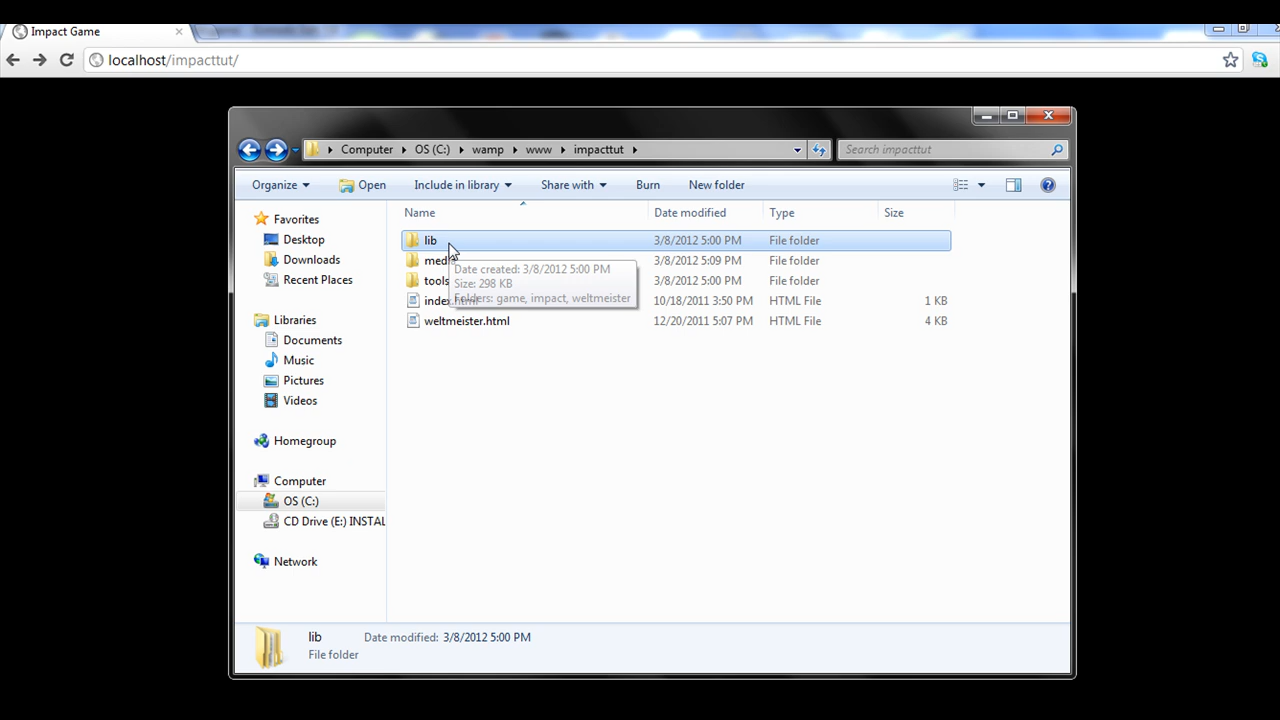 Impact Game
localhost/impacttut/
Computer OS (C:) wamp www impacttut
Search impacttut
Organize Open Include in library Share with Burn New folder
Name Date modified Type Size
Favorites
Desktop
Downloads
Recent Places
Libraries
Documents
Music
Pictures
Videos
Homegroup
Computer
OS (C:)
CD Drive (E:) INSTAL
Network
lib 3/8/2012 5:00 PM File folder
med 3/8/2012 5:09 PM File folder
tools 3/8/2012 5:00 PM File folder
index.html 10/18/2011 3:50 PM HTML File 1 KB
weltmeister.html 12/20/2011 5:07 PM HTML File 4 KB
Date created: 3/8/2012 5:00 PM
Size: 298 KB
Folders: game, impact, weltmeister
lib Date modified: 3/8/2012 5:00 PM
File folder